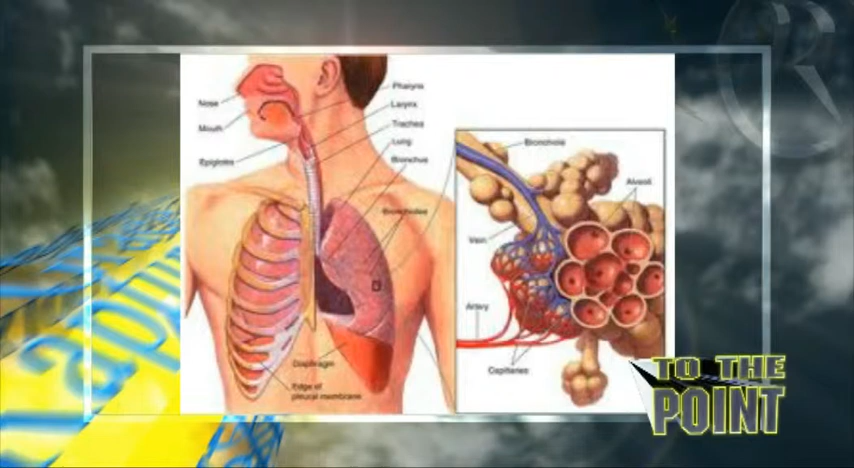 Nose
Mouth
Epiglottis
Pharynx
Larynx
Trachea
Lung
Bronchus
Bronchioles
Diaphragm
Edge of
pleural membrane
Bronchiole
Alveoli
Vein
Artery
Capillaries
TO THE
POINT